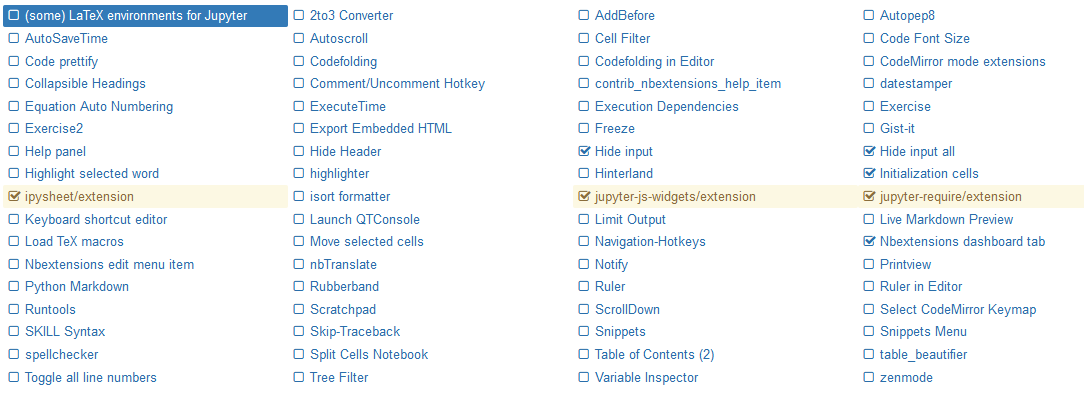 (some) LaTeX environments for Jupyter 2to3 Converter AddBefore Autopep8
AutoSaveTime Autoscroll Cell Filter Code Font Size
Code prettify Codefolding Codefolding in Editor CodeMirror mode extensions
Collapsible Headings Comment/Uncomment Hotkey contrib_nbextensions_help_item datestamper
Equation Auto Numbering ExecuteTime Execution Dependencies Exercise
Exercise2 Export Embedded HTML Freeze Gist-it
Help panel Hide Header Hide input Hide input all
Highlight selected word highlighter Hinterland Initialization cells
ipysheet/extension isort formatter jupyter-js-widgets/extension jupyter-require/extension
Keyboard shortcut editor Launch QTConsole Limit Output Live Markdown Preview
Load TeX macros Move selected cells Navigation-Hotkeys Nbextensions dashboard tab
Nbextensions edit menu item nbTranslate Notify Printview
Python Markdown Rubberband Ruler Ruler in Editor
Runtools Scratchpad ScrollDown Select CodeMirror Keymap
SKILL Syntax Skip-Traceback Snippets Snippets Menu
spellchecker Split Cells Notebook Table of Contents (2) table_beautifier
Toggle all line numbers Tree Filter Variable Inspector zenmode